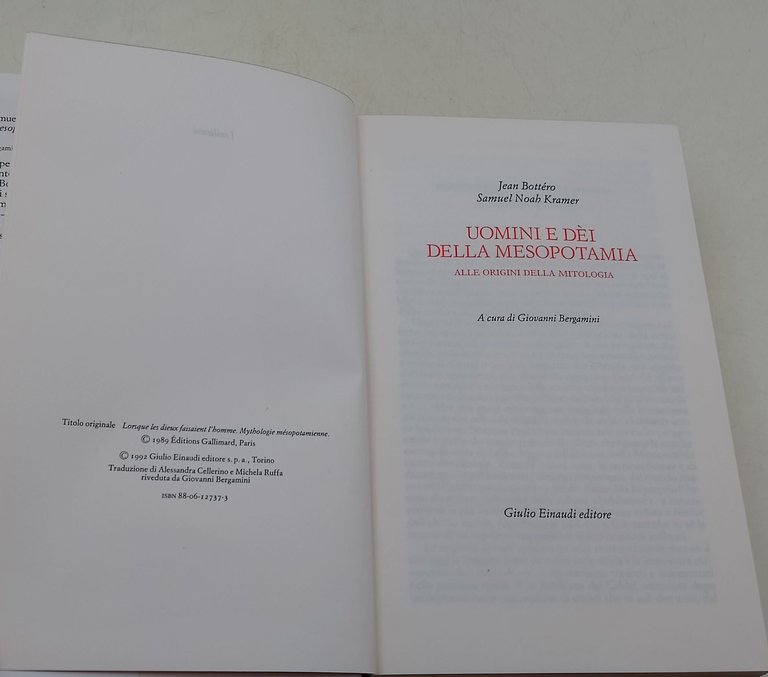 Titolo originale Lorsque les dieux faisaient l'homme. Mythologie mésopotamienne.
© 1989 Éditions Gallimard, Paris
© 1992 Giulio Einaudi editore s. p. a., Torino
Traduzione di Alessandra Cellerino e Michela Ruffa
riveduta da Giovanni Bergamini
ISBN 88-06-12737-3
Jean Bottéro
Samuel Noah Kramer
UOMINI E DÈI
DELLA MESOPOTAMIA
ALLE ORIGINI DELLA MITOLOGIA
A cura di Giovanni Bergamini
Giulio Einaudi editore